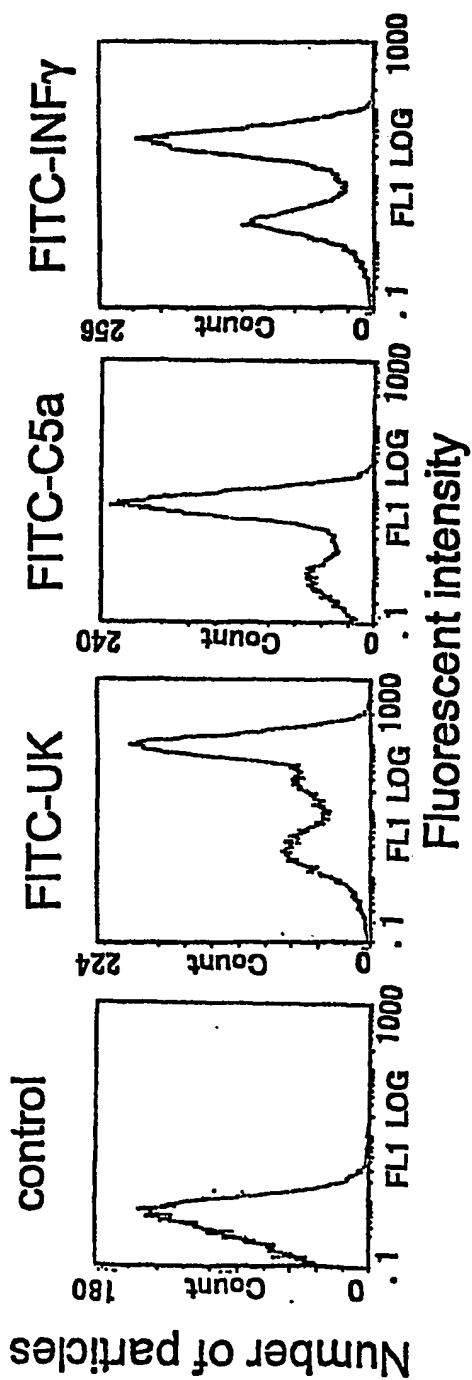 Number of particles
control
180
Count
0
.1 FL1 LOG 1000
FITC-UK
224
Count
0
.1 FL1 LOG 1000
FITC-C5a
240
Count
0
.1 FL1 LOG 1000
FITC-INFγ
256
Count
0
.1 FL1 LOG 1000
Fluorescent intensity